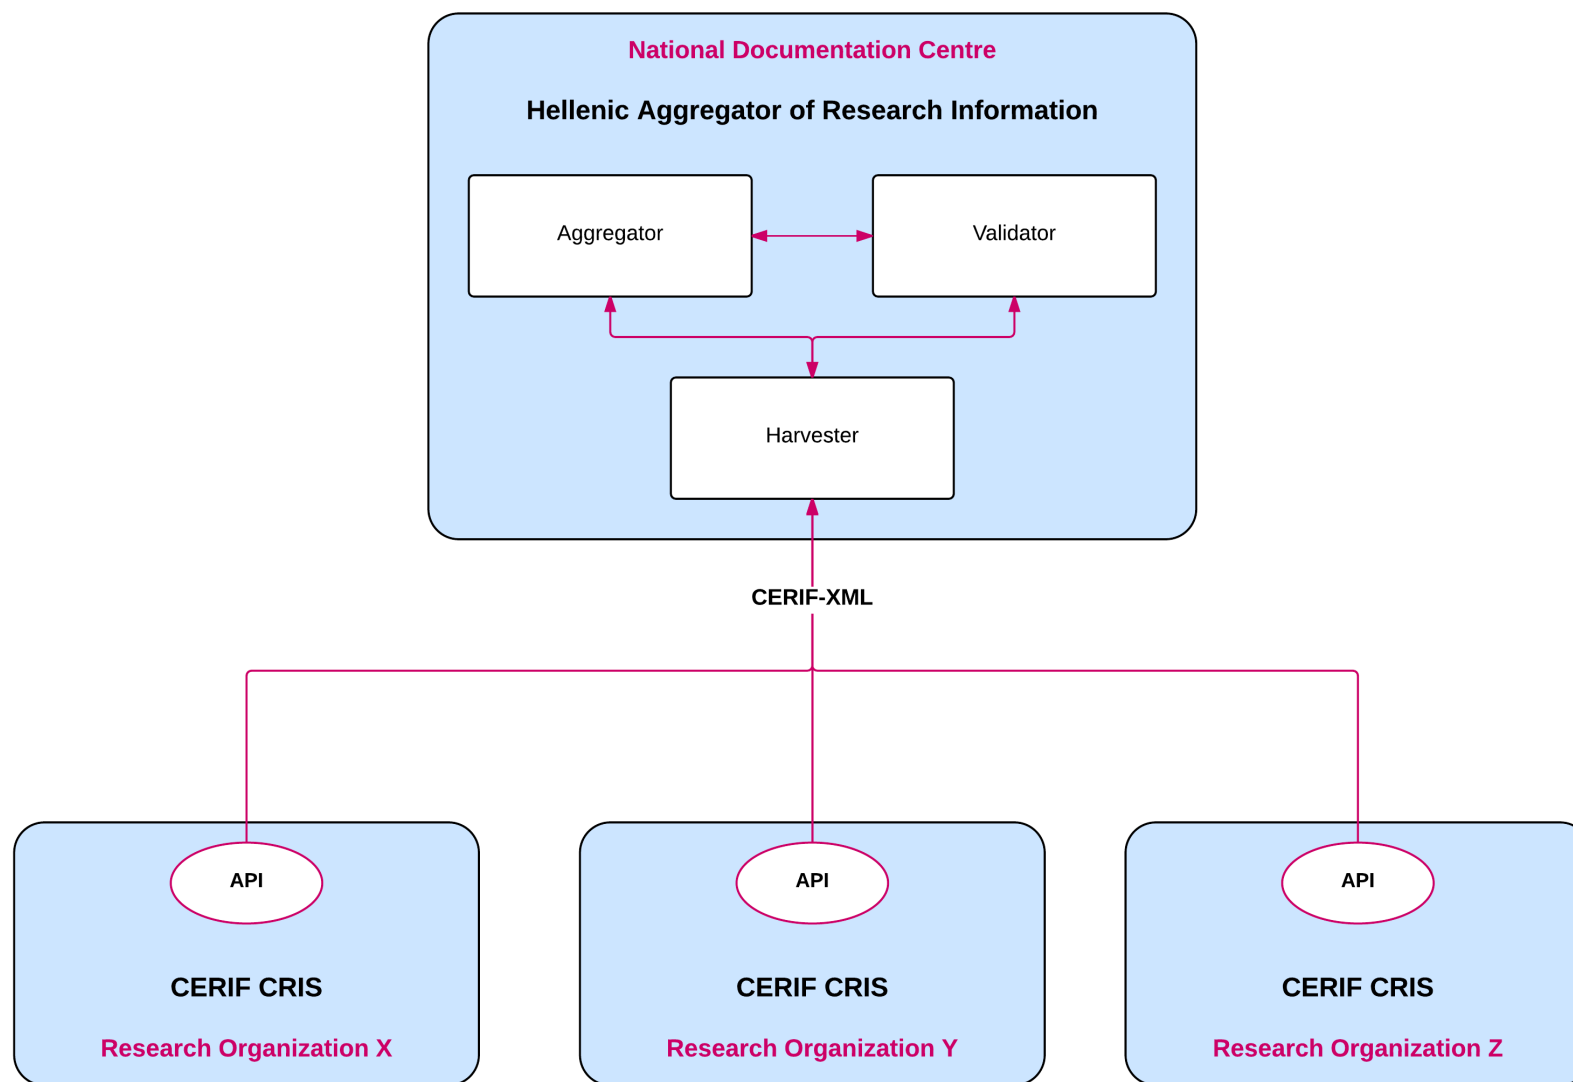 National Documentation Centre
Hellenic Aggregator of Research Information
Aggregator
Validator
Harvester
CERIF-XML
API
API
API
CERIF CRIS
CERIF CRIS
CERIF CRIS
Research Organization X
Research Organization Y
Research Organization Z